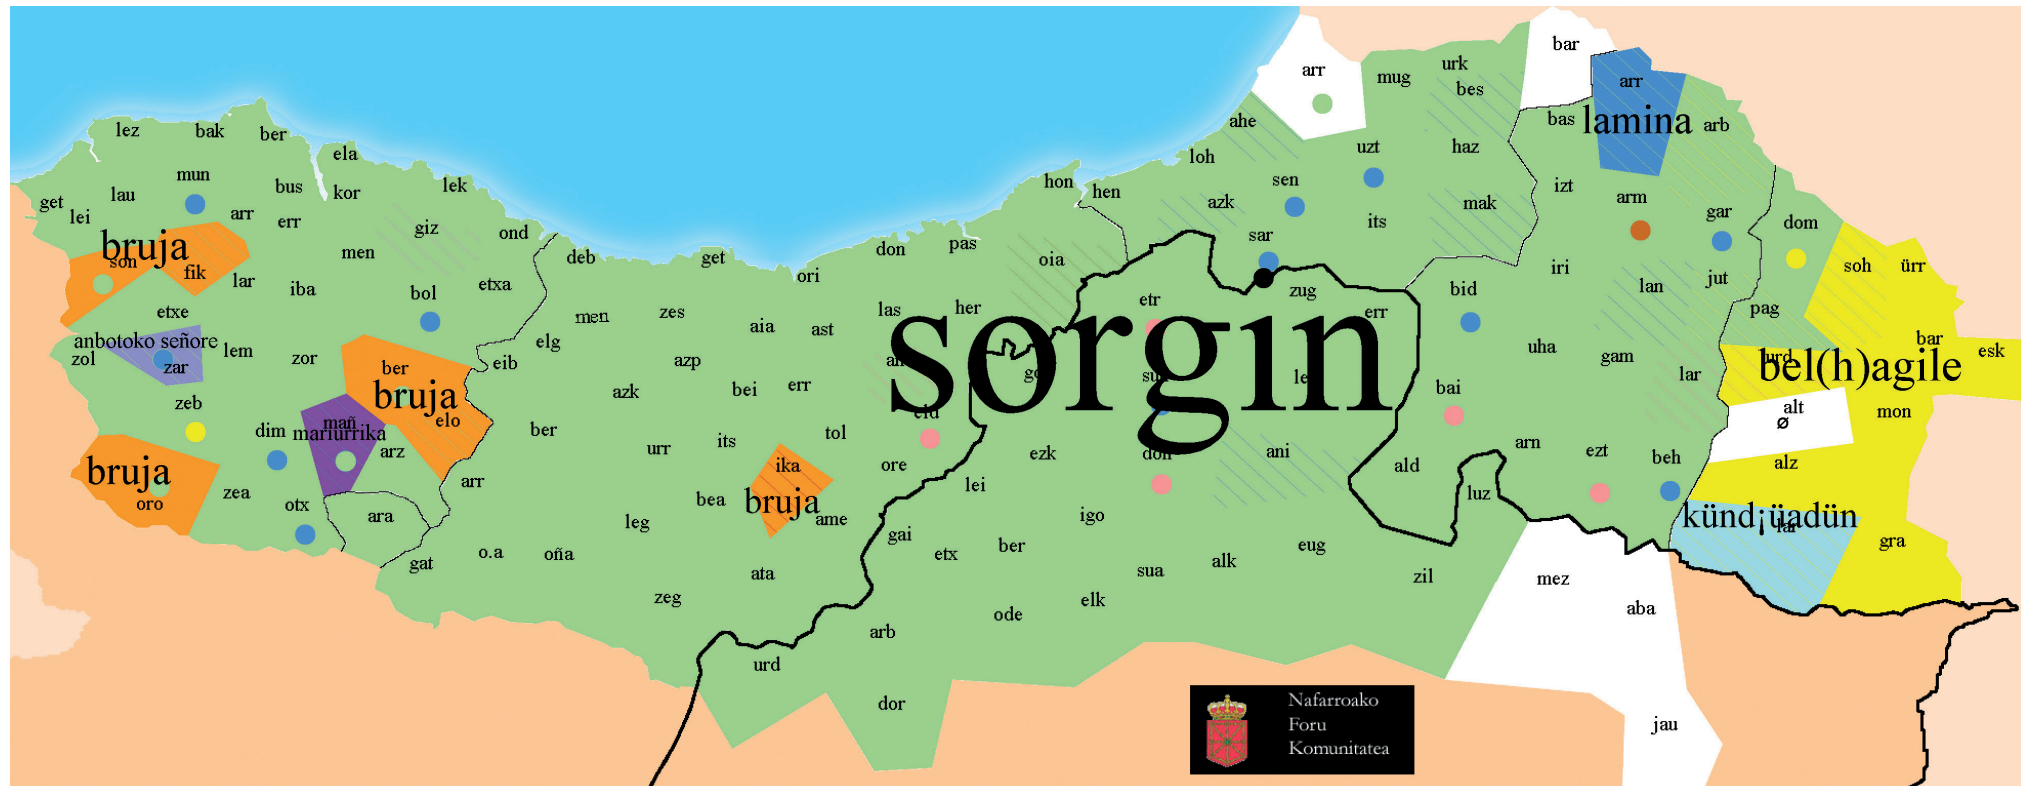 bar
arr
mug
urk
bes
arr
lamina
bas
arb
lez
bak
ber
ela
ahe
loh
uzt
haz
mun
lau
bus
kor
lek
hon
hen
sen
izt
arm
get
lei
arr
err
giz
ond
azk
its
mak
gar
dom
bruja
son
fik
men
deb
get
ori
don
pas
oia
sar
soh
ürr
lar
iba
bol
etxa
iri
lan
jut
etxe
men
zes
aia
ast
las
her
etr
zug
err
bid
pag
anbotoko señore
zol
zar
lem
zor
elg
eib
azp
sorgin
uha
gam
bar
esk
urd
bel(h)agile
ber
bruja
elo
azk
bei
err
bai
lar
alt
ø
mon
zeb
dim
mañ
mariurrika
arz
ber
urr
its
tol
eld
ezk
don
ani
ald
arn
ezt
beh
alz
bruja
oro
zea
otx
ara
arr
ika
bruja
bea
ame
ore
lei
luz
künd¡üadün
gat
o.a
oña
leg
gai
etx
ber
igo
eug
gra
ata
zeg
sua
alk
zil
mez
aba
arb
ode
elk
urd
dor
jau
Nafarroako
Foru
Komunitatea